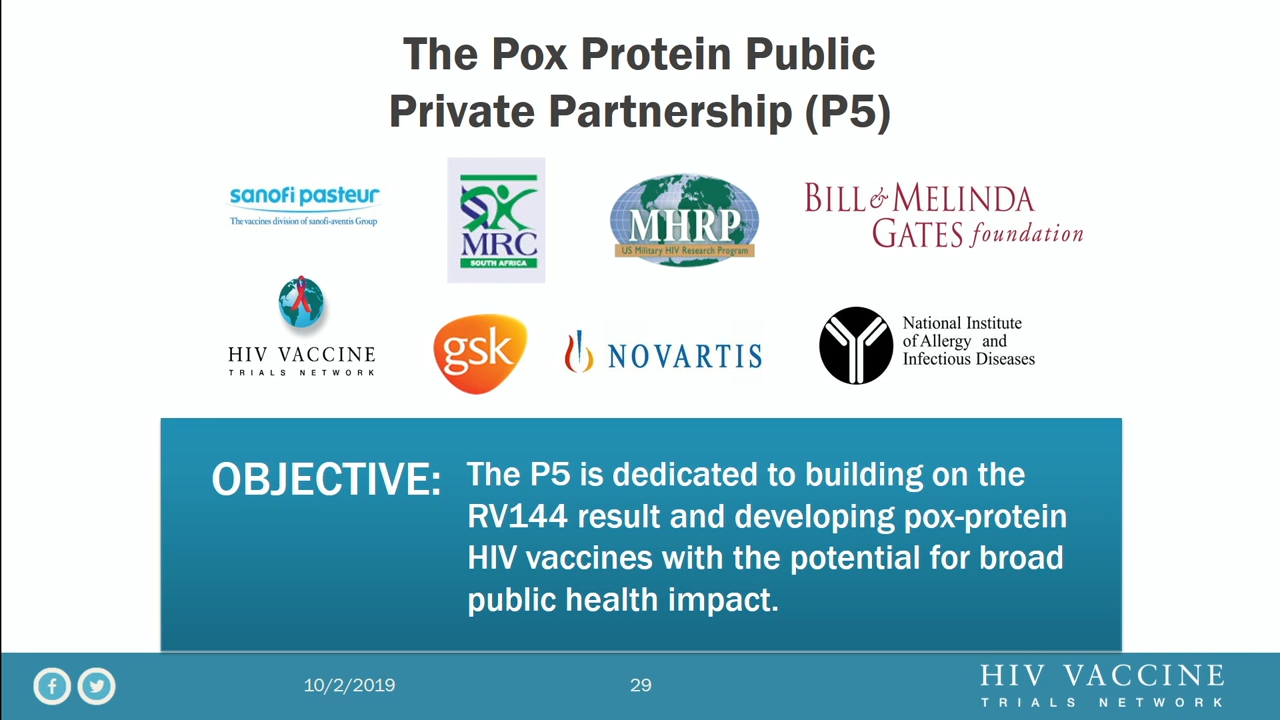 The Pox Protein Public
Private Partnership (P5)
sanofi pasteur
The vaccines division of sanofi-aventis Group
MRC
SOUTH AFRICA
MHRP
US Military HIV Research Program
BILL & MELINDA
GATES foundation
HIV VACCINE
TRIALS NETWORK
gsk
NOVARTIS
National Institute
of Allergy and
Infectious Diseases
OBJECTIVE:
The P5 is dedicated to building on the
RV144 result and developing pox-protein
HIV vaccines with the potential for broad
public health impact.
10/2/2019
29
HIV VACCINE
TRIALS NETWORK